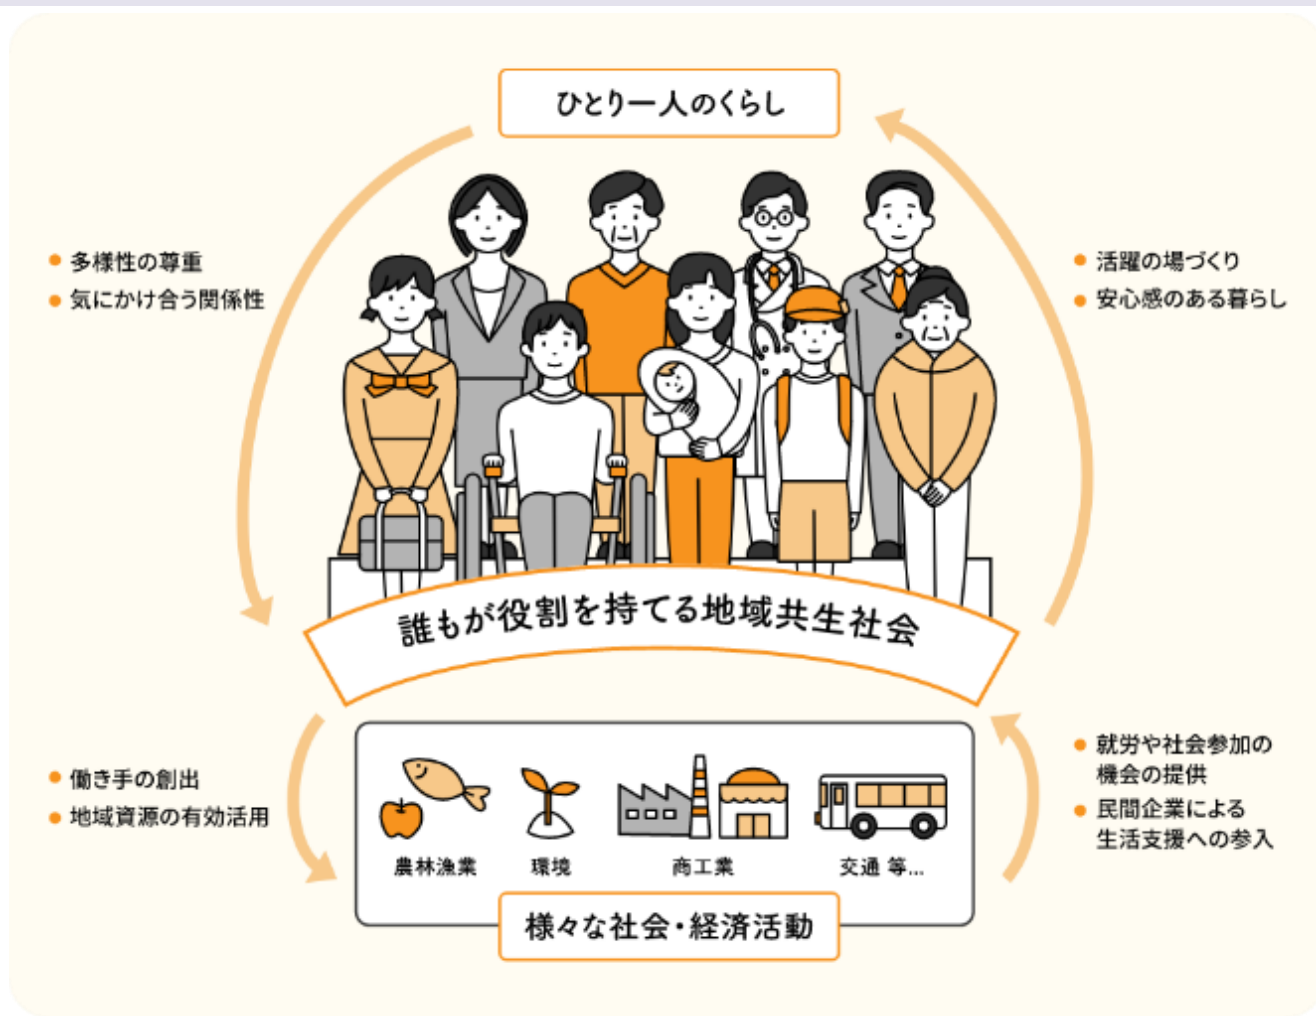 ひとり一人のくらし
多様性の尊重
気にかけ合う関係性
活躍の場づくり
安心感のある暮らし
誰もが役割を持てる地域共生社会
働き手の創出
地域資源の有効活用
就労や社会参加の
機会の提供
民間企業による
生活支援への参入
農林漁業 環境 商工業 交通 等...
様々な社会・経済活動